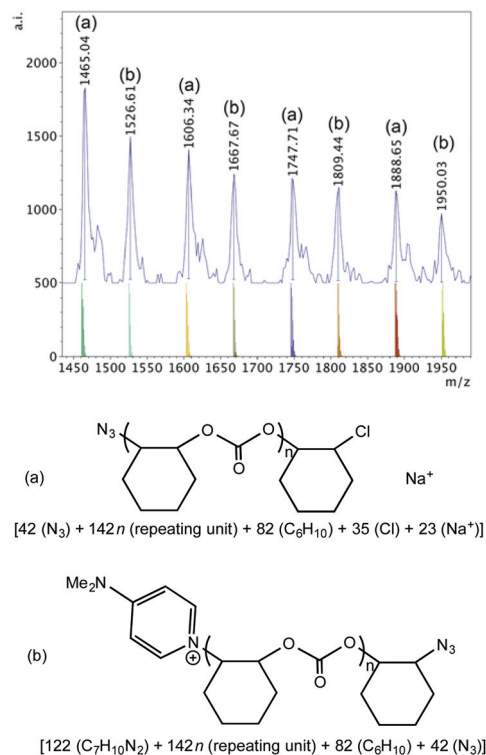 a.i.
(a)
1465.04
(b)
1526.61
(a)
1606.34
(b)
1667.67
(a)
1747.71
(b)
1809.44
(a)
1888.65
(b)
1950.03
2000
1500
1000
500
0
1450 1500 1550 1600 1650 1700 1750 1800 1850 1900 1950
m/z
(a)
N₃
O
O
O
n
Cl
Na⁺
[42 (N₃) + 142n (repeating unit) + 82 (C₆H₁₀) + 35 (Cl) + 23 (Na⁺)]
(b)
Me₂N
N
⊕
O
O
O
n
N₃
[122 (C₇H₁₀N₂) + 142n (repeating unit) + 82 (C₆H₁₀) + 42 (N₃)]